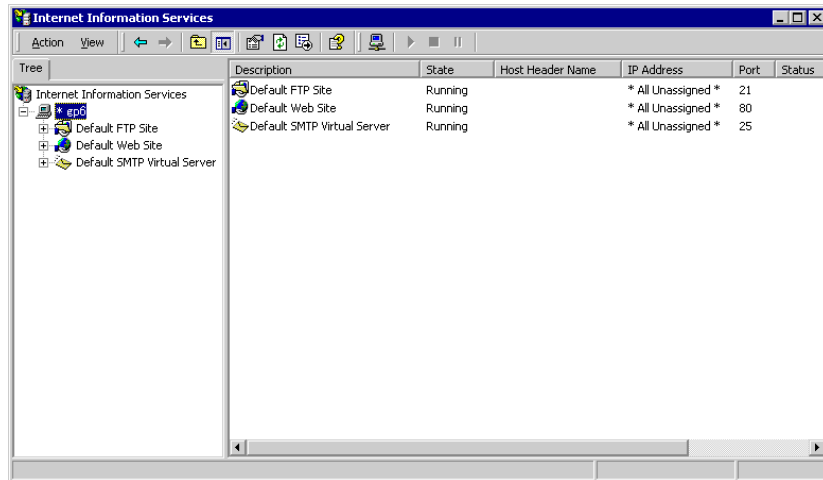 Internet Information Services
Action View
Tree
Internet Information Services
* gp6
Default FTP Site
Default Web Site
Default SMTP Virtual Server
Description State Host Header Name IP Address Port Status
Default FTP Site Running * All Unassigned * 21
Default Web Site Running * All Unassigned * 80
Default SMTP Virtual Server Running * All Unassigned * 25